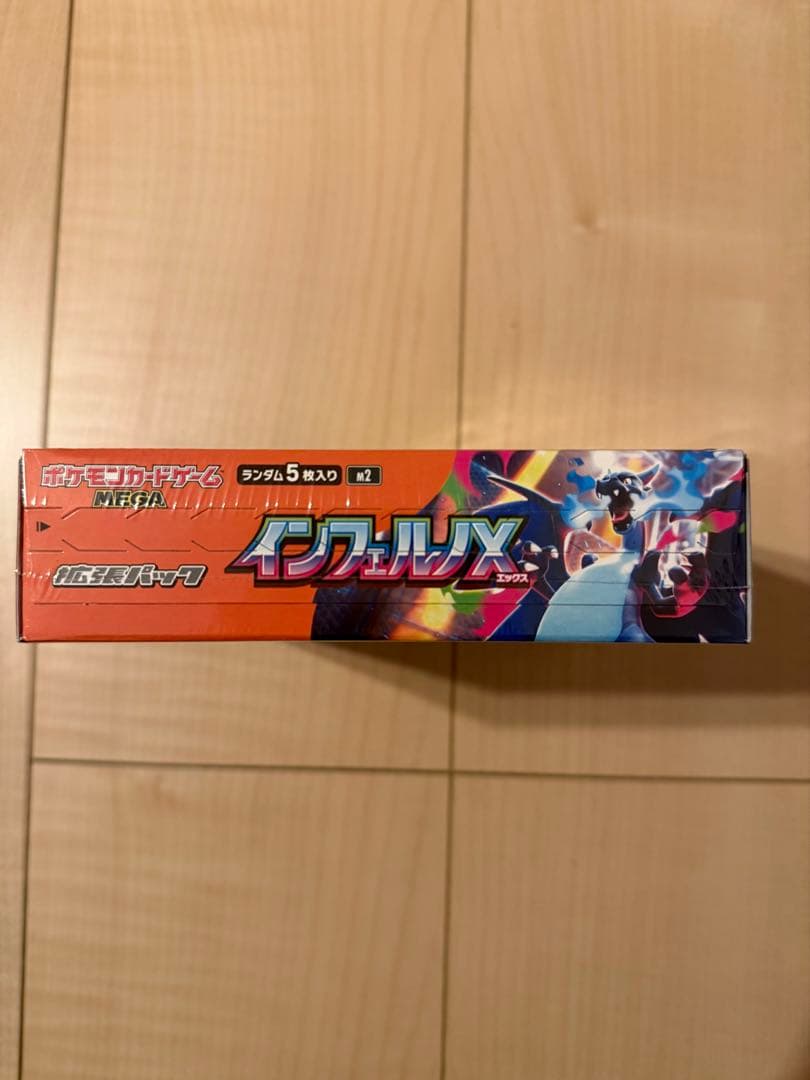 ポケモンカードゲーム
MEGA
ランダム5枚入り M2
インフェルノX
エックス
拡張パック